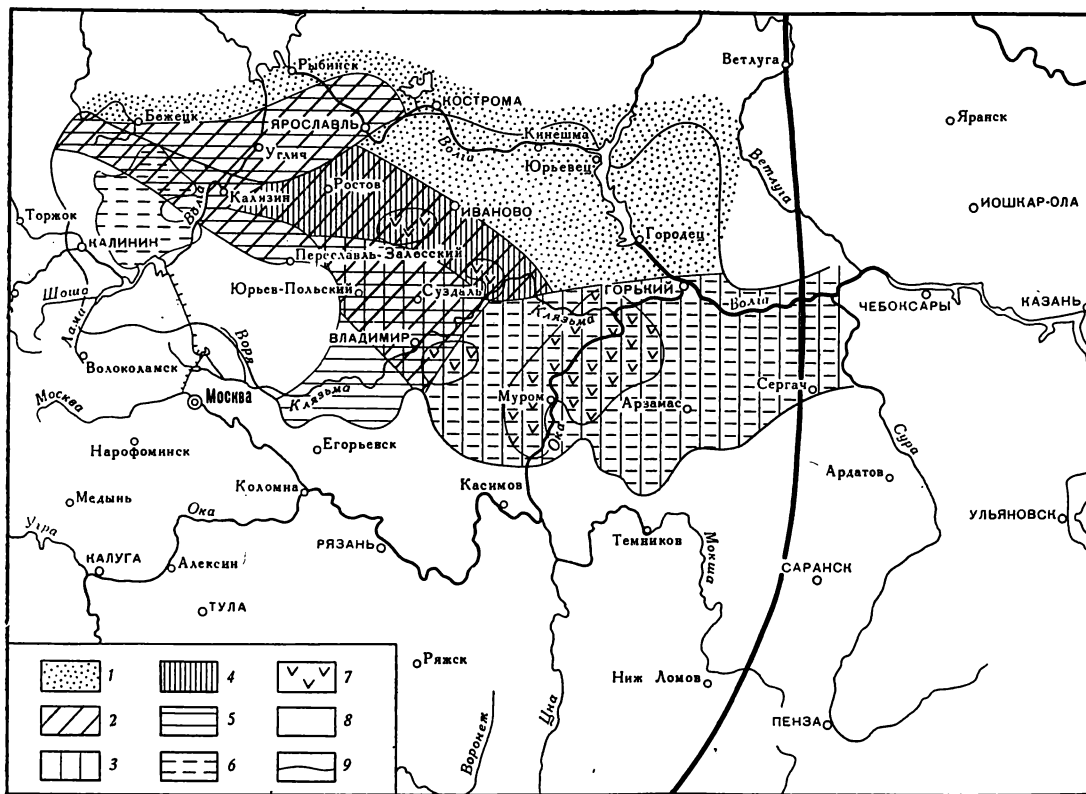 Ветлуга
Рыбинск
КОСТРОМА
Бежецк
ЯРОСЛАВЛЬ
Кинешма
Яранск
Волга
Углич
Юрьевец
Ветлуга
Калязин
Ростов
Волга
ИВАНОВО
ИОШКАР-ОЛА
Торжок
КАЛИНИН
Городец
Переславль-Залесский
Шоша
Юрьев-Польский
Суздаль
ГОРЬКИЙ
Волга
КАЗАНЬ
ЧЕБОКСАРЫ
Лама
Воря
Клязьма
ВЛАДИМИР
Волоколамск
Москва
Москва
Клязьма
Муром
Арзамас
Сергач
Нарофоминск
Егорьевск
Ока
Сура
Ардатов
Медынь
Коломна
Касимов
Ока
УЛЬЯНОВСК
Угра
РЯЗАНЬ
Темников
Мокша
КАЛУГА
Алексин
САРАНСК
ТУЛА
Ряжск
Ниж Ломов
Цна
Воронеж
ПЕНЗА
1
4
7
2
5
8
3
6
9